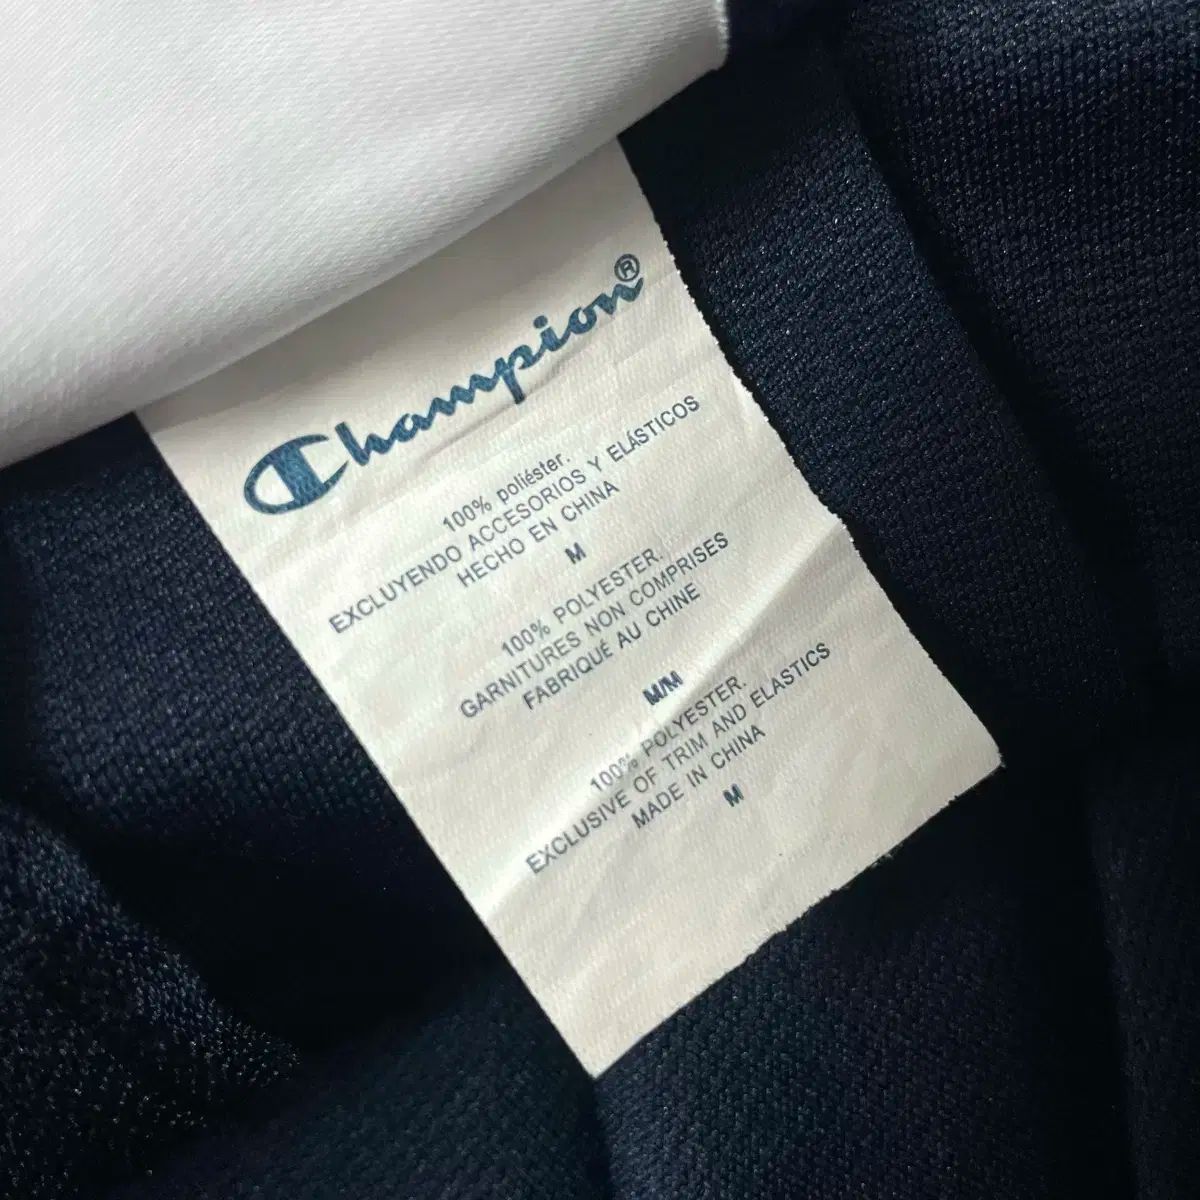 Champion®
100% poliéster.
EXCLUYENDO ACCESORIOS Y ELÁSTICOS
HECHO EN CHINA
M
100% POLYESTER.
GARNITURES NON COMPRISES
FABRIQUÉ AU CHINE
M/M
100% POLYESTER.
EXCLUSIVE OF TRIM AND ELASTICS
MADE IN CHINA
M